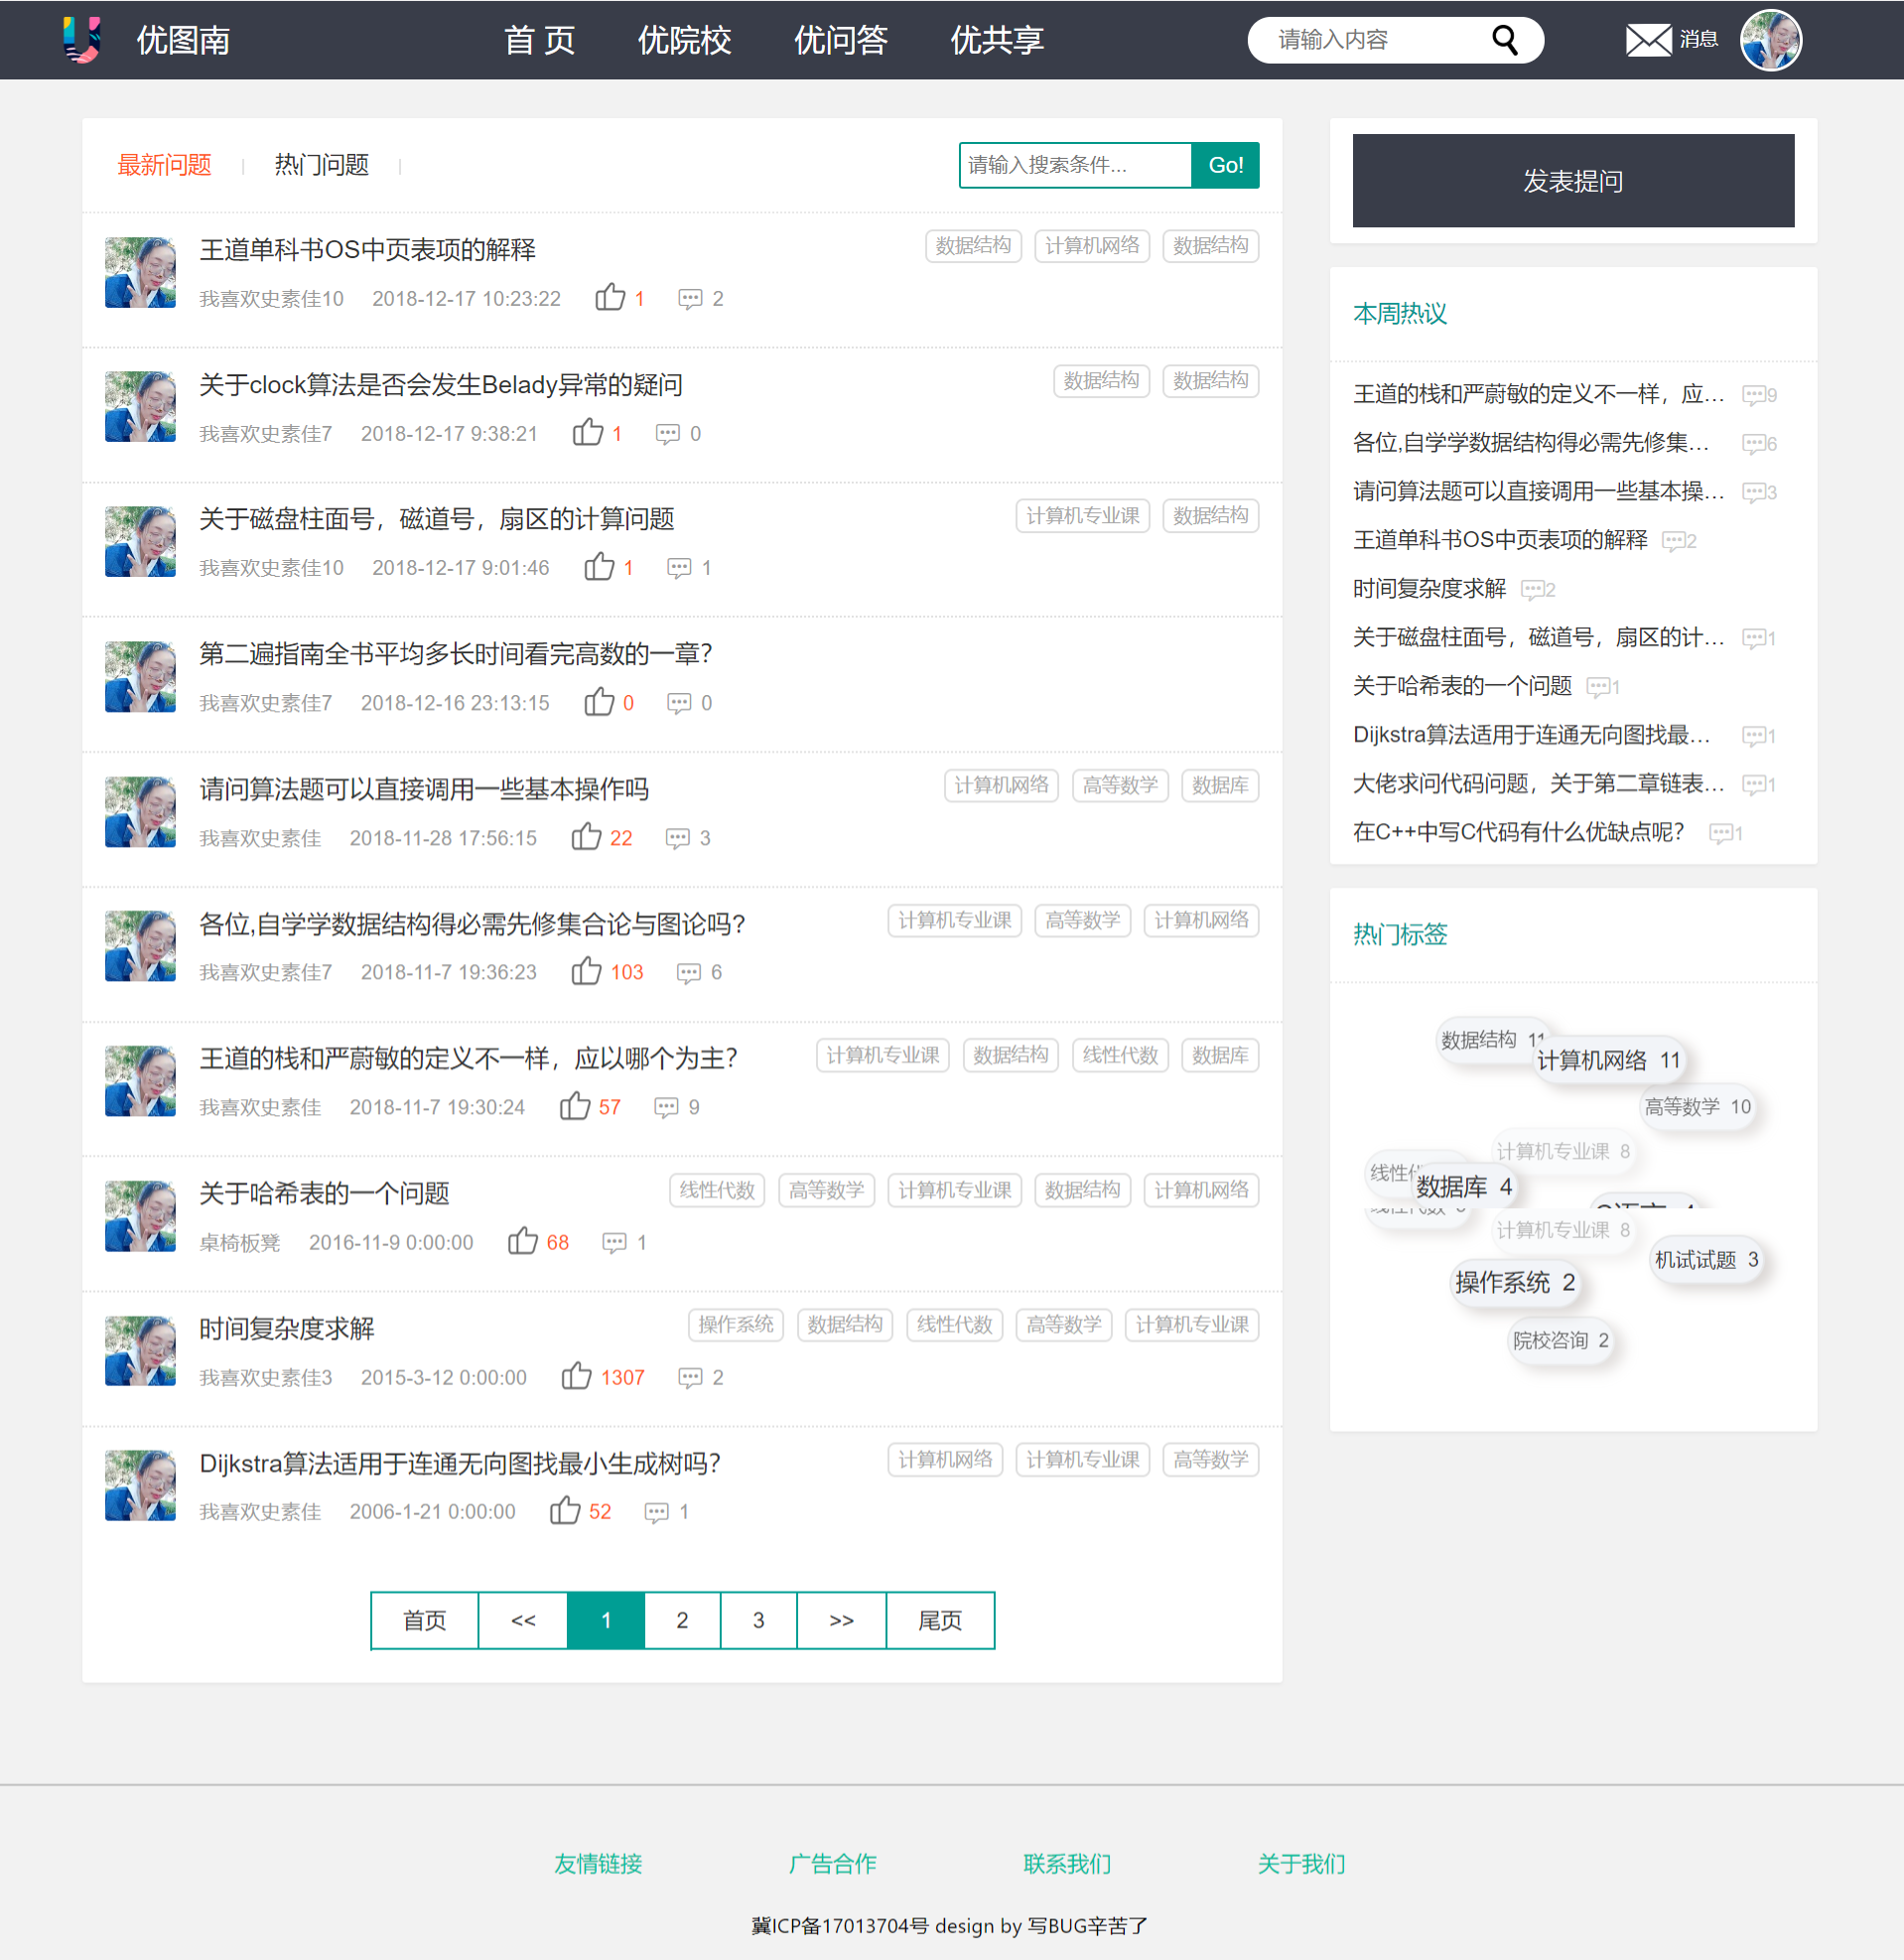 优图南 首 页 优院校 优问答 优共享 请输入内容 消息
最新问题 热门问题 请输入搜索条件... Go!
王道单科书OS中页表项的解释 数据结构 计算机网络 数据结构
我喜欢史素佳10 2018-12-17 10:23:22 1 2
关于clock算法是否会发生Belady异常的疑问 数据结构 数据结构
我喜欢史素佳7 2018-12-17 9:38:21 1 0
关于磁盘柱面号，磁道号，扇区的计算问题 计算机专业课 数据结构
我喜欢史素佳10 2018-12-17 9:01:46 1 1
第二遍指南全书平均多长时间看完高数的一章？
我喜欢史素佳7 2018-12-16 23:13:15 0 0
请问算法题可以直接调用一些基本操作吗 计算机网络 高等数学 数据库
我喜欢史素佳 2018-11-28 17:56:15 22 3
各位,自学学数据结构得必需先修集合论与图论吗? 计算机专业课 高等数学 计算机网络
我喜欢史素佳7 2018-11-7 19:36:23 103 6
王道的栈和严蔚敏的定义不一样，应以哪个为主？ 计算机专业课 数据结构 线性代数 数据库
我喜欢史素佳 2018-11-7 19:30:24 57 9
关于哈希表的一个问题 线性代数 高等数学 计算机专业课 数据结构 计算机网络
桌椅板凳 2016-11-9 0:00:00 68 1
时间复杂度求解 操作系统 数据结构 线性代数 高等数学 计算机专业课
我喜欢史素佳3 2015-3-12 0:00:00 1307 2
Dijkstra算法适用于连通无向图找最小生成树吗？ 计算机网络 计算机专业课 高等数学
我喜欢史素佳 2006-1-21 0:00:00 52 1
首页 << 1 2 3 >> 尾页
发表提问
本周热议
王道的栈和严蔚敏的定义不一样，应... 9
各位,自学学数据结构得必需先修集... 6
请问算法题可以直接调用一些基本操... 3
王道单科书OS中页表项的解释 2
时间复杂度求解 2
关于磁盘柱面号，磁道号，扇区的计... 1
关于哈希表的一个问题 1
Dijkstra算法适用于连通无向图找最... 1
大佬求问代码问题，关于第二章链表... 1
在C++中写C代码有什么优缺点呢？ 1
热门标签
数据结构 11
计算机网络 11
高等数学 10
计算机专业课 8
数据库 4
计算机专业课 8
机试试题 3
操作系统 2
院校咨询 2
友情链接 广告合作 联系我们 关于我们
冀ICP备17013704号 design by 写BUG辛苦了